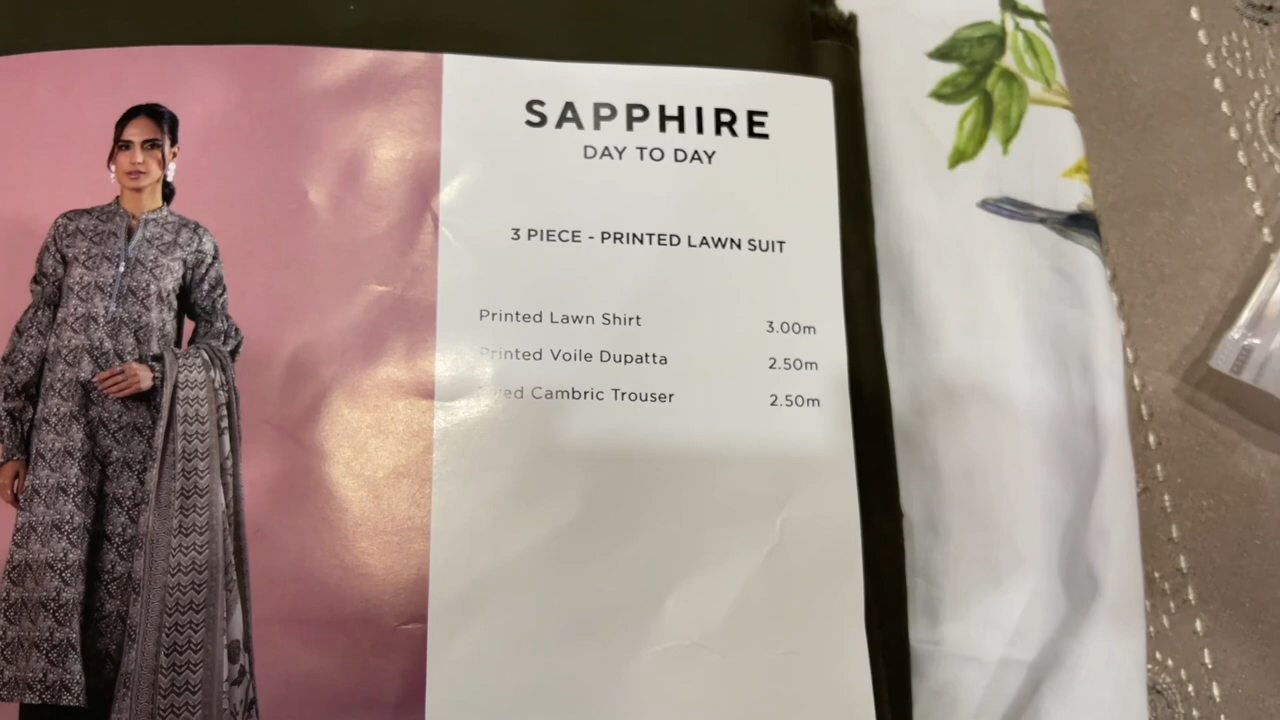 SAPPHIRE
DAY TO DAY
3 PIECE - PRINTED LAWN SUIT
Printed Lawn Shirt 3.00m
Printed Voile Dupatta 2.50m
Cambric Trouser 2.50m